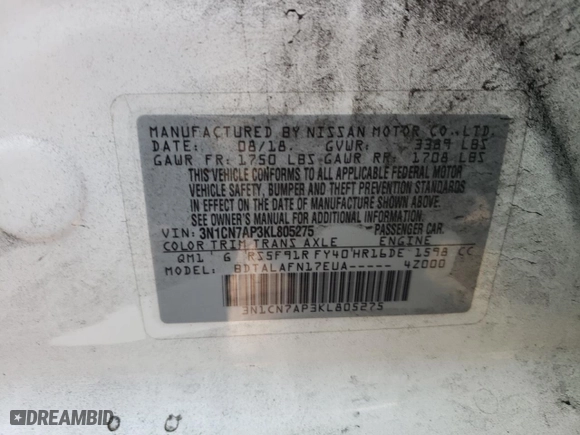 MANUFACTURED BY NISSAN MOTOR CO., LTD.
DATE: 08/18 GVWR: 3389 LBS
GAWR FR: 1750 LBS GAWR RR: 1708 LBS
THIS VEHICLE CONFORMS TO ALL APPLICABLE FEDERAL MOTOR
VEHICLE SAFETY, BUMPER AND THEFT PREVENTION STANDARDS
IN EFFECT ON THE DATE OF MANUFACTURE SHOWN ABOVE.
SEE OWNER'S MANUAL FOR ADDITIONAL INFORMATION.
VIN: 3N1CN7AP3KL805275 PASSENGER CAR.
COLOR TRIM TRANS AXLE ENGINE
QM1 G RS5F91R FY40 HR16DE 1598 CC
MODEL: BDTALAFN17EUA----- 4Z000
3N1CN7AP3KL805275
DREAMBID